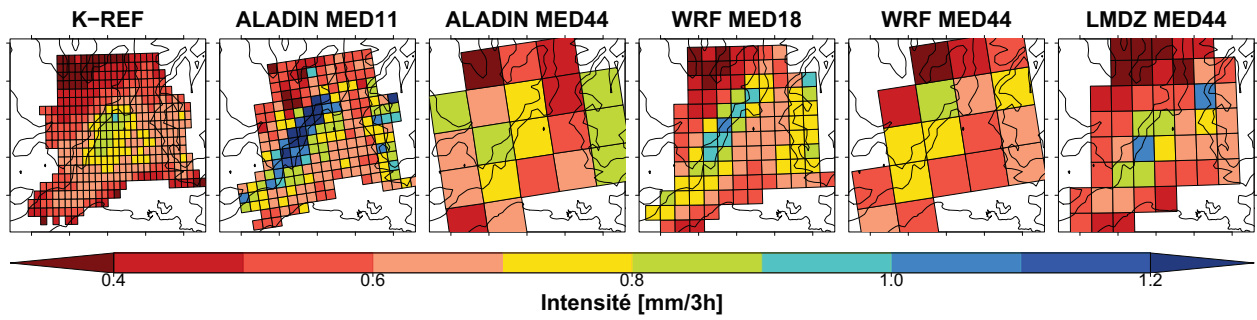 K−REF ALADIN MED11 ALADIN MED44 WRF MED18 WRF MED44 LMDZ MED44
0.4 0.6 0.8 1.0 1.2
Intensité [mm/3h]